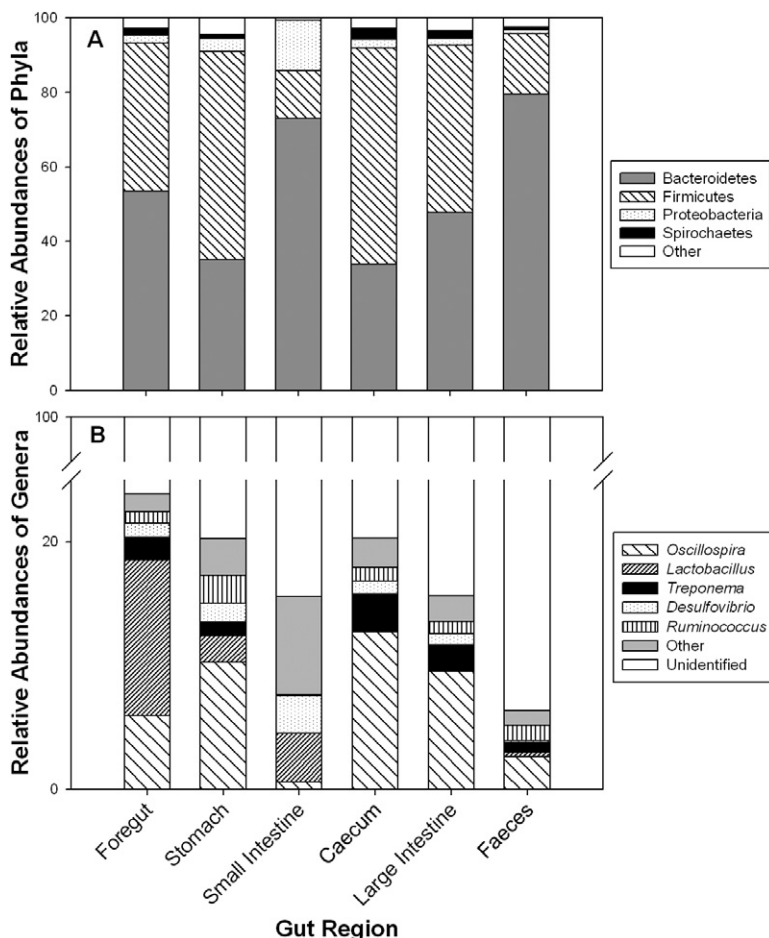 A
Relative Abundances of Phyla
100
80
60
40
20
0
Bacteroidetes
Firmicutes
Proteobacteria
Spirochaetes
Other
B
Relative Abundances of Genera
100
20
0
Oscillospira
Lactobacillus
Treponema
Desulfovibrio
Ruminococcus
Other
Unidentified
Foregut
Stomach
Small Intestine
Caecum
Large Intestine
Faeces
Gut Region